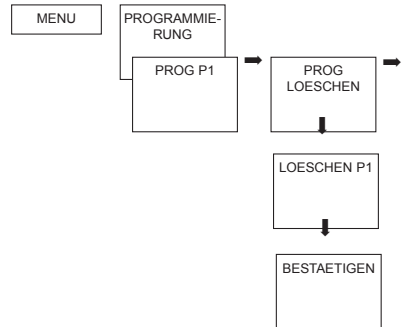 MENU
PROGRAMMIE-
RUNG
PROG P1
PROG
LOESCHEN
LOESCHEN P1
BESTAETIGEN